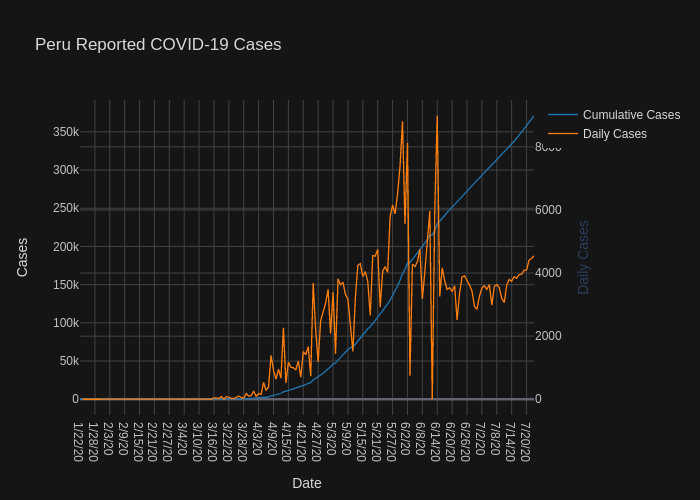 Peru Reported COVID-19 Cases
Cumulative Cases
Daily Cases
350k
300k
250k
200k
150k
100k
50k
0
8000
6000
4000
2000
0
Cases
Daily Cases
1/22/20
1/28/20
2/3/20
2/9/20
2/15/20
2/21/20
2/27/20
3/4/20
3/10/20
3/16/20
3/22/20
3/28/20
4/3/20
4/9/20
4/15/20
4/21/20
4/27/20
5/3/20
5/9/20
5/15/20
5/21/20
5/27/20
6/2/20
6/8/20
6/14/20
6/20/20
6/26/20
7/2/20
7/8/20
7/14/20
7/20/20
Date